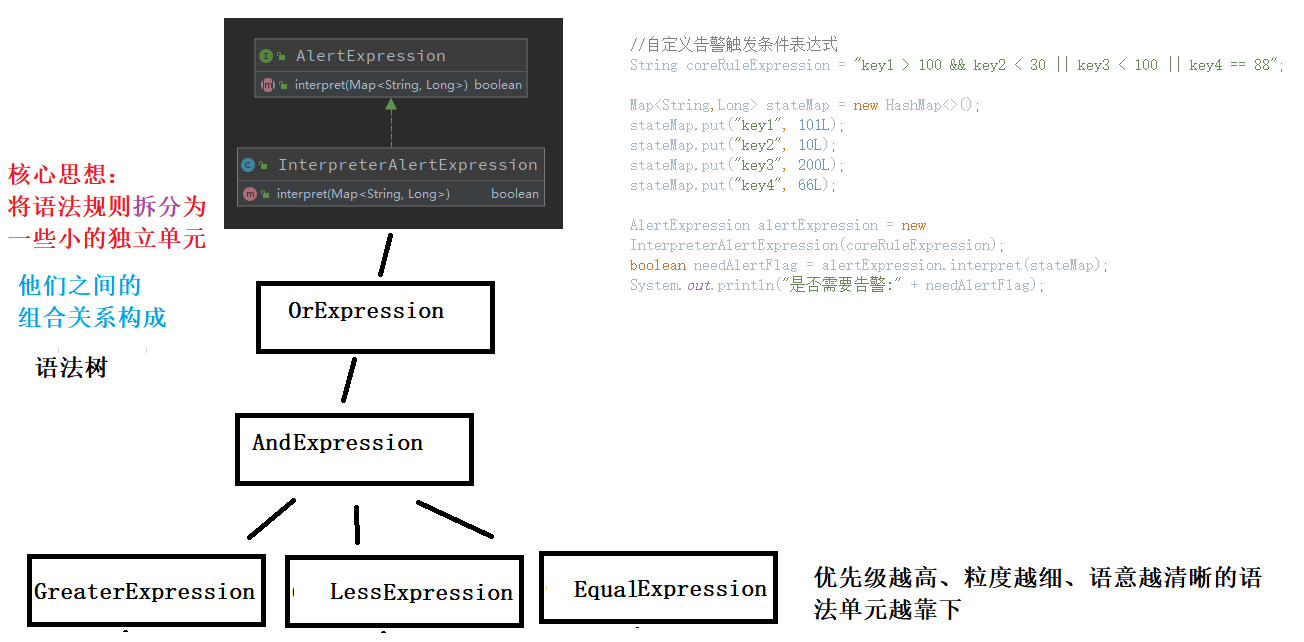 AlertExpression
interpret(Map<String, Long>) boolean
InterpreterAlertExpression
interpret(Map<String, Long>) boolean
核心思想：
将语法规则拆分为
一些小的独立单元
他们之间的
组合关系构成
语法树
OrExpression
AndExpression
GreaterExpression
LessExpression
EqualExpression
//自定义告警触发条件表达式
String coreRuleExpression = "key1 > 100 && key2 < 30 || key3 < 100 || key4 == 88";
Map<String,Long> stateMap = new HashMap<>();
stateMap.put("key1", 101L);
stateMap.put("key2", 10L);
stateMap.put("key3", 200L);
stateMap.put("key4", 66L);
AlertExpression alertExpression = new
InterpreterAlertExpression(coreRuleExpression);
boolean needAlertFlag = alertExpression.interpret(stateMap);
System.out.println("是否需要告警:" + needAlertFlag);
优先级越高、粒度越细、语意越清晰的语
法单元越靠下